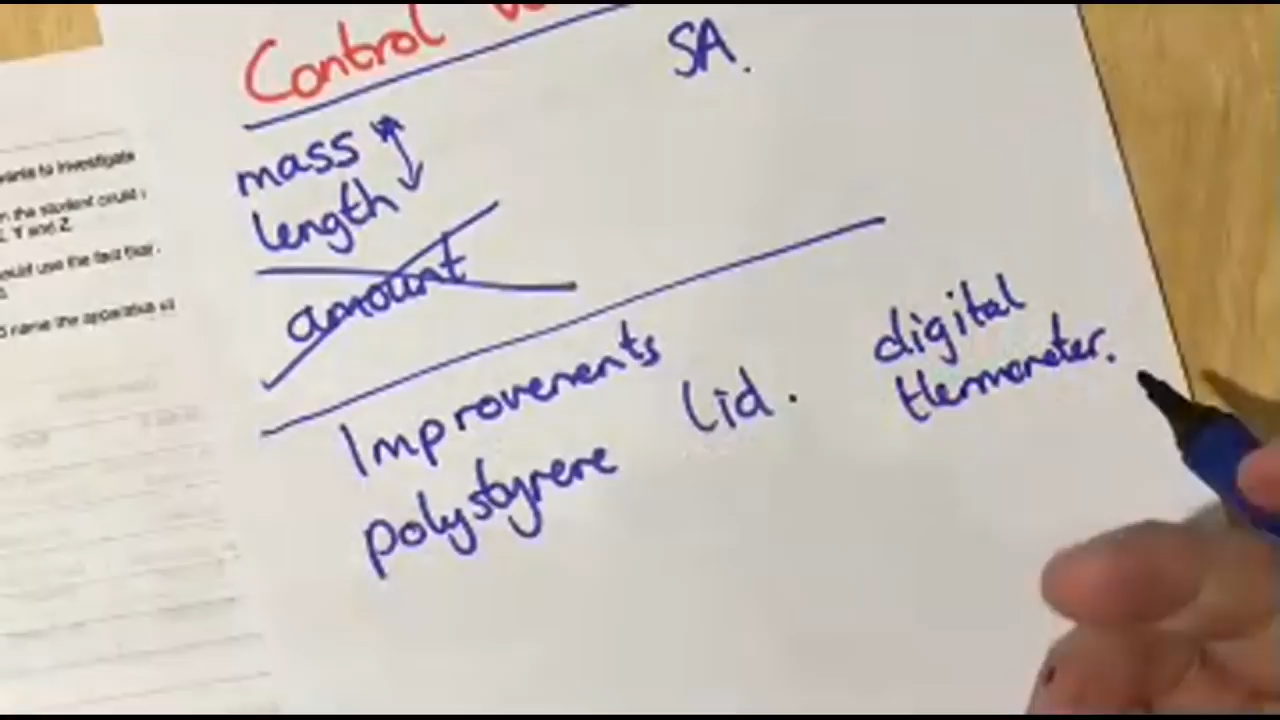 Control
SA.
mass
length
amount
Improvements
lid.
digital
thermometer.
polystyrene
wants to investigate
the student could
Y and Z
could use the fact that
name the apparatus